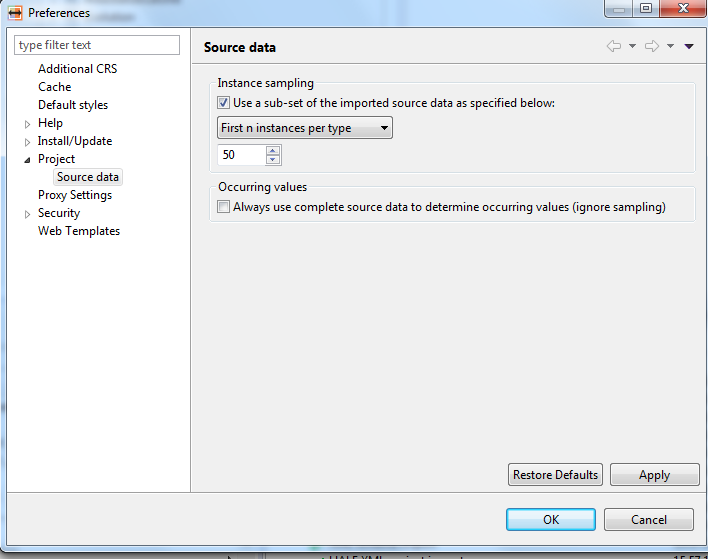 Preferences
type filter text
Additional CRS
Cache
Default styles
Help
Install/Update
Project
Source data
Proxy Settings
Security
Web Templates
Source data
Instance sampling
Use a sub-set of the imported source data as specified below:
First n instances per type
50
Occurring values
Always use complete source data to determine occurring values (ignore sampling)
Restore Defaults
Apply
OK
Cancel